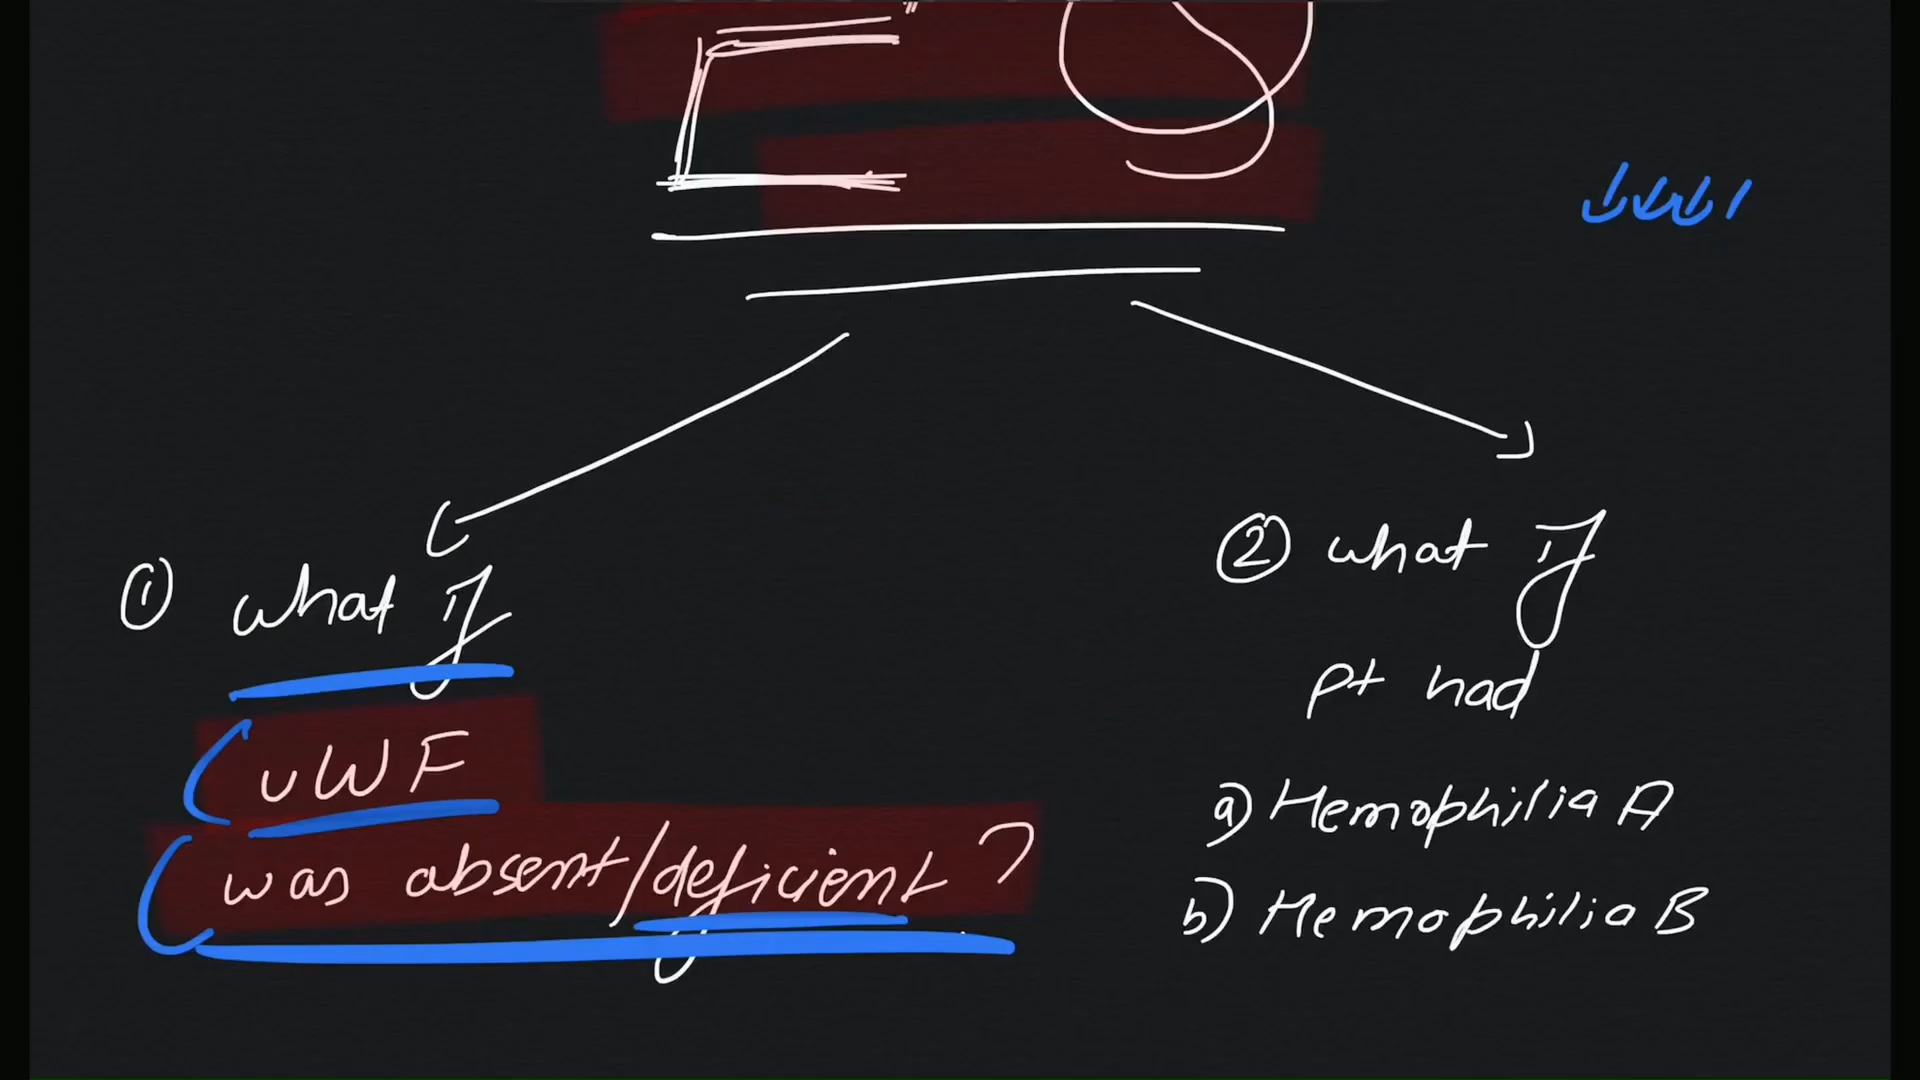 ① what if
vWF
was absent/deficient ?
② what if
pt had
a) Hemophilia A
b) Hemophilia B